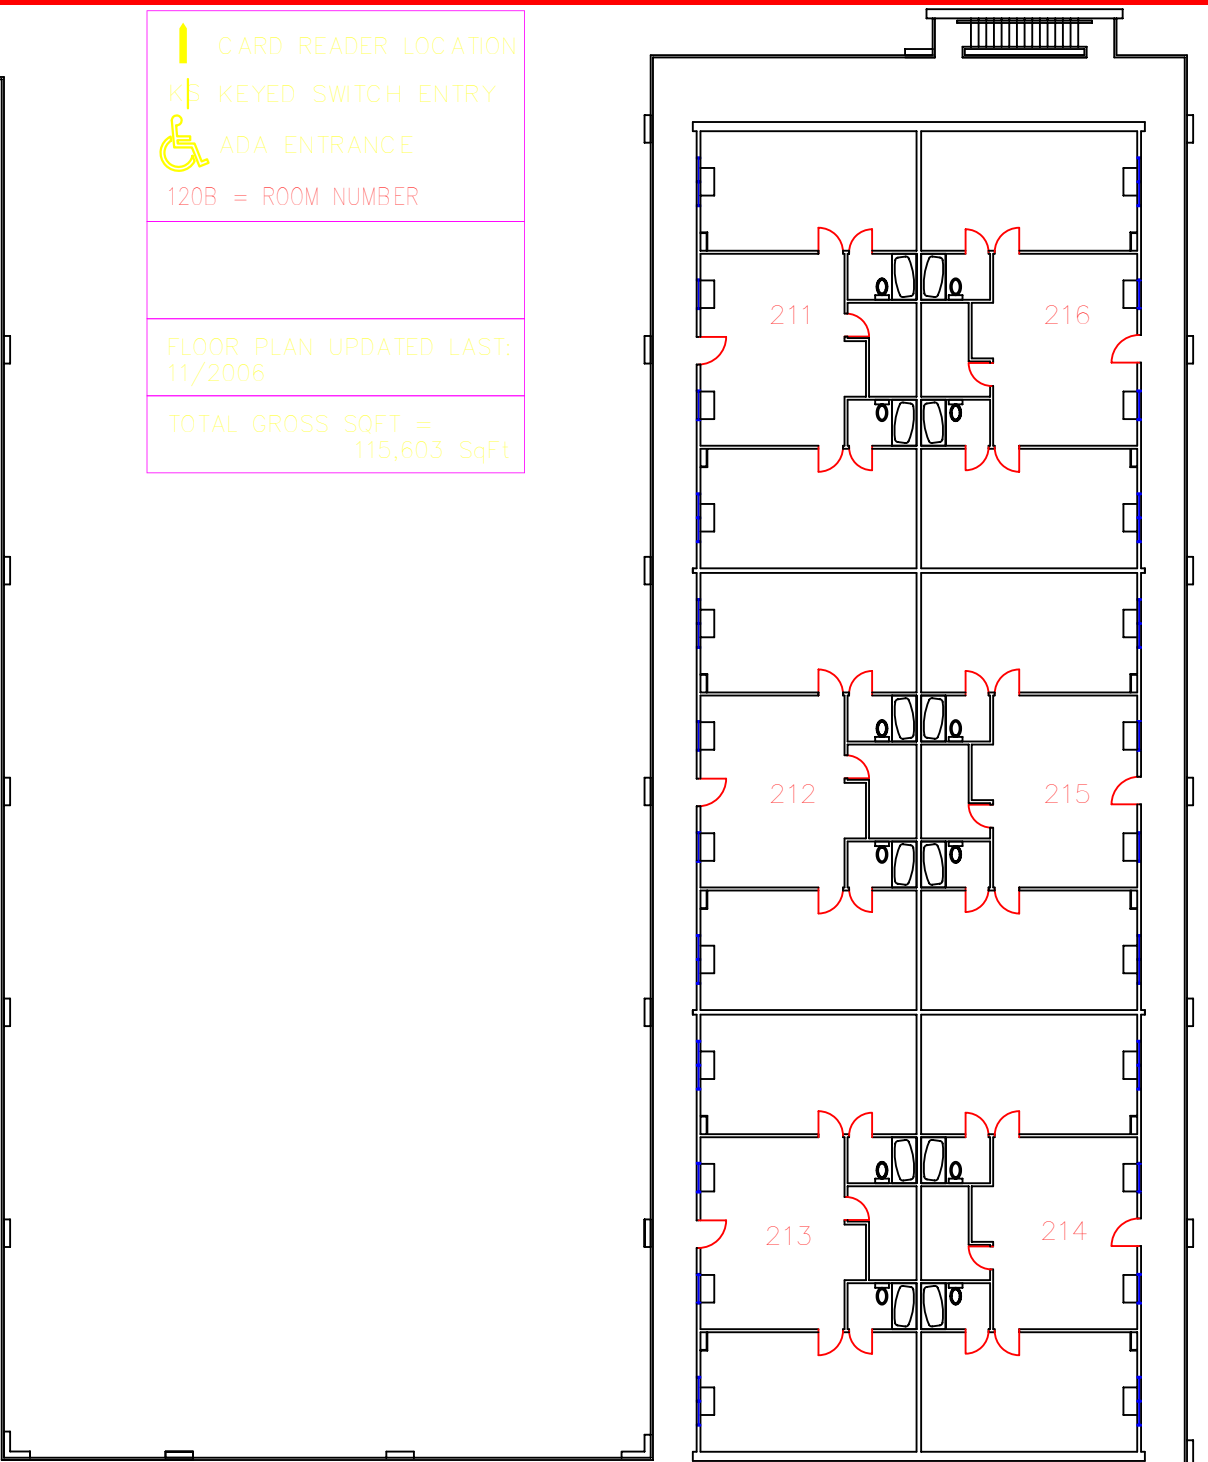 CARD READER LOCATION
KS KEYED SWITCH ENTRY
ADA ENTRANCE
120B = ROOM NUMBER
FLOOR PLAN UPDATED LAST:
11/2006
TOTAL GROSS SQFT =
115,603 SqFt
211 216
212 215
213 214